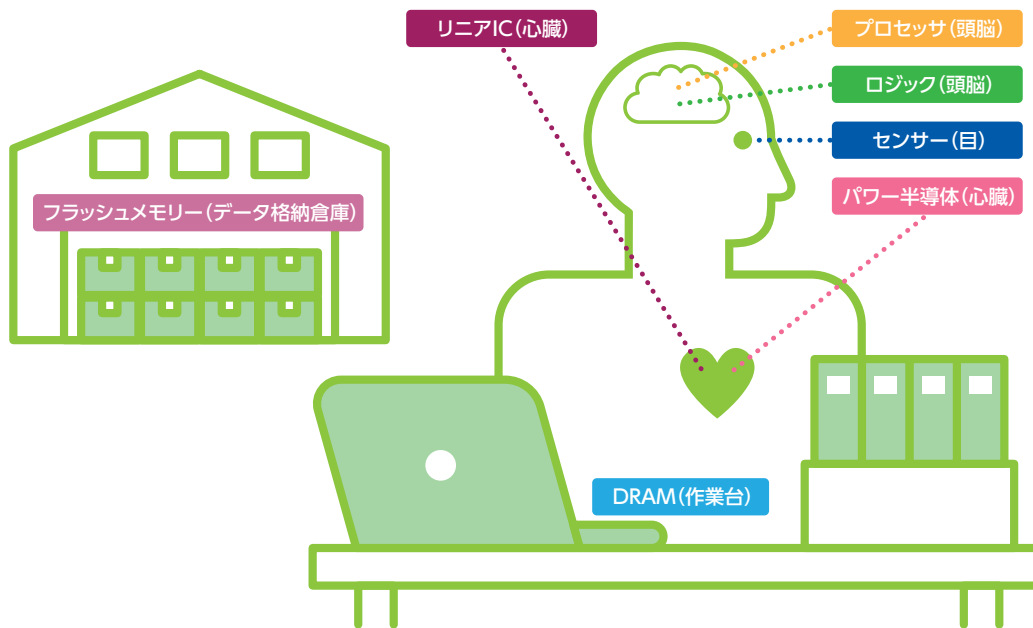 リニアIC(心臓)
プロセッサ(頭脳)
ロジック(頭脳)
センサー(目)
フラッシュメモリー(データ格納倉庫)
パワー半導体(心臓)
DRAM(作業台)